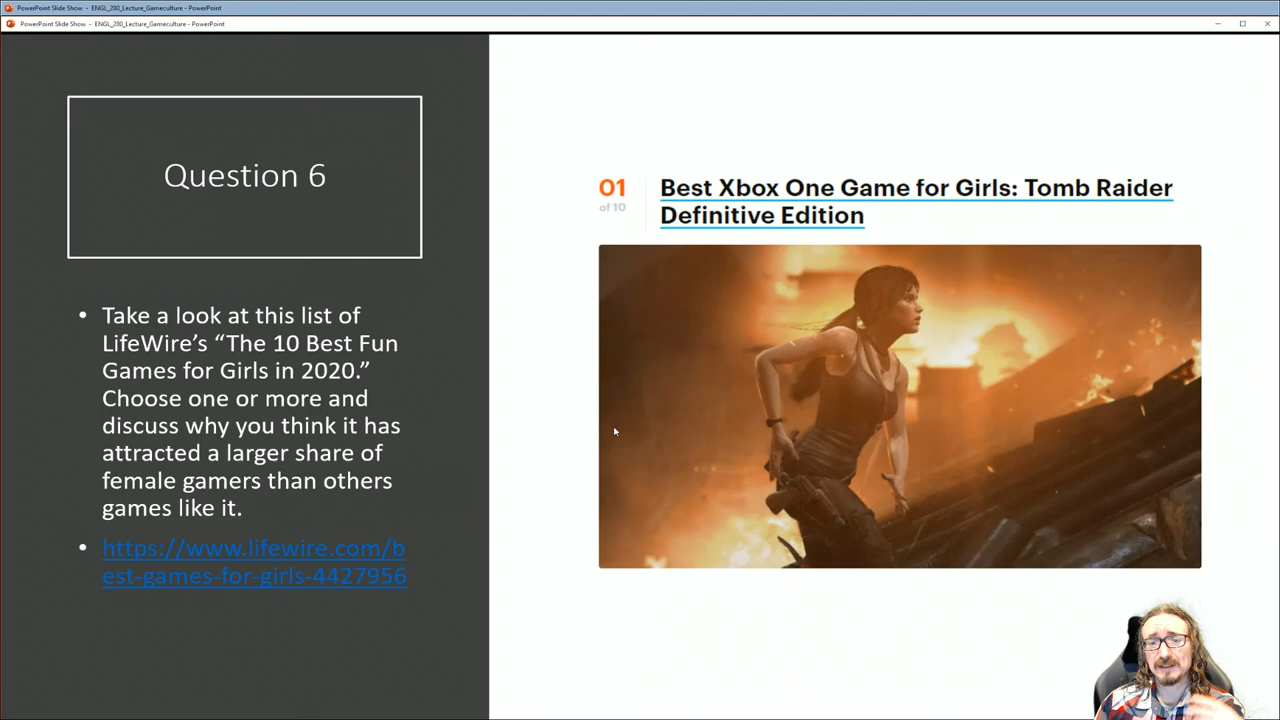 PowerPoint Slide Show - ENGL_280_Lecture_Gameculture - PowerPoint
PowerPoint Slide Show - ENGL_280_Lecture_Gameculture - PowerPoint
Question 6
• Take a look at this list of
LifeWire's “The 10 Best Fun
Games for Girls in 2020.”
Choose one or more and
discuss why you think it has
attracted a larger share of
female gamers than others
games like it.
• https://www.lifewire.com/b
est-games-for-girls-4427956
01
of 10
Best Xbox One Game for Girls: Tomb Raider
Definitive Edition